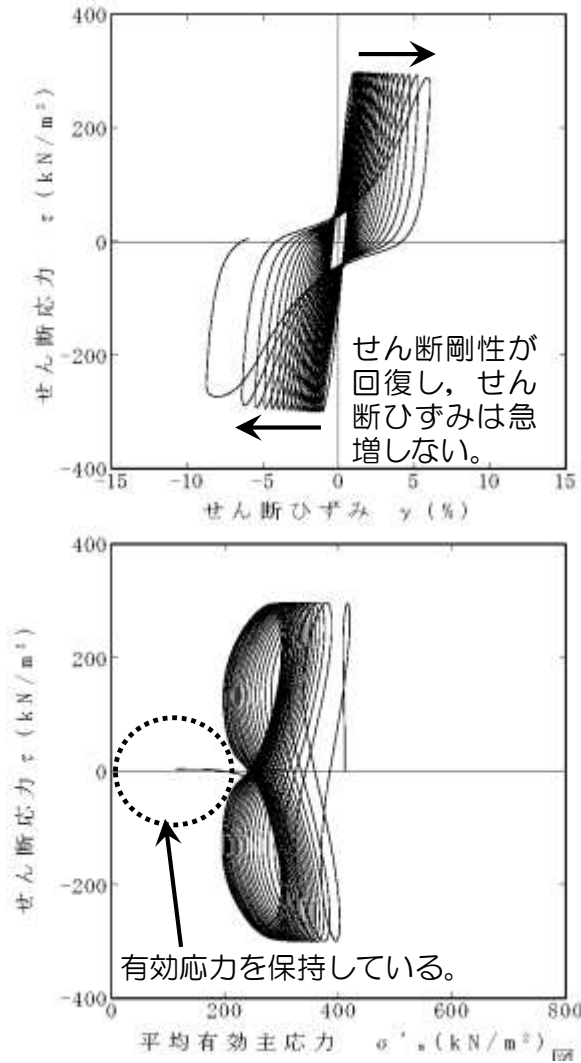 400
200
0
-200
-400
せん断応力 τ (kN/m²)
せん断剛性が
回復し，せん
断ひずみは急
増しない。
-15 -10 -5 0 5 10 15
せん断ひずみ γ (%)
400
200
0
-200
-400
せん断応力 τ (kN/m²)
有効応力を保持している。
0 200 400 600 800
平均有効主応力 σ'ₘ (kN/m²)
図